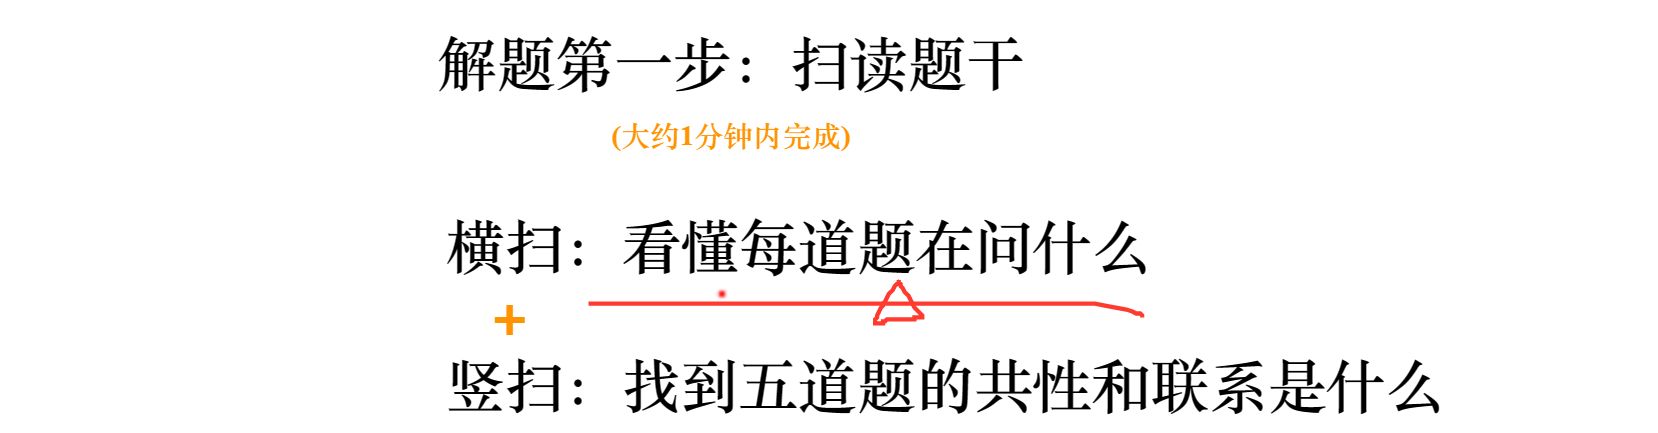 解题第一步：扫读题干
(大约1分钟内完成)
横扫：看懂每道题在问什么
+
竖扫：找到五道题的共性和联系是什么